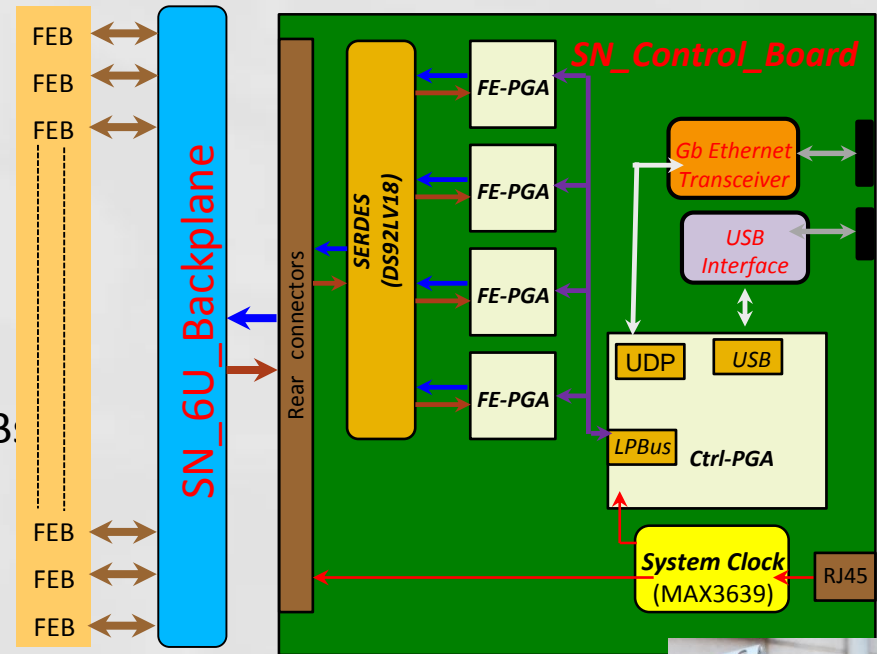 FEB
FEB
FEB
FEB
FEB
FEB
SN_6U_Backplane
Rear connectors
SERDES
(DS92LV18)
FE-PGA
FE-PGA
FE-PGA
FE-PGA
SN_Control_Board
Gb Ethernet
Transceiver
USB
Interface
UDP
USB
LPBus
Ctrl-PGA
System Clock
(MAX3639)
RJ45